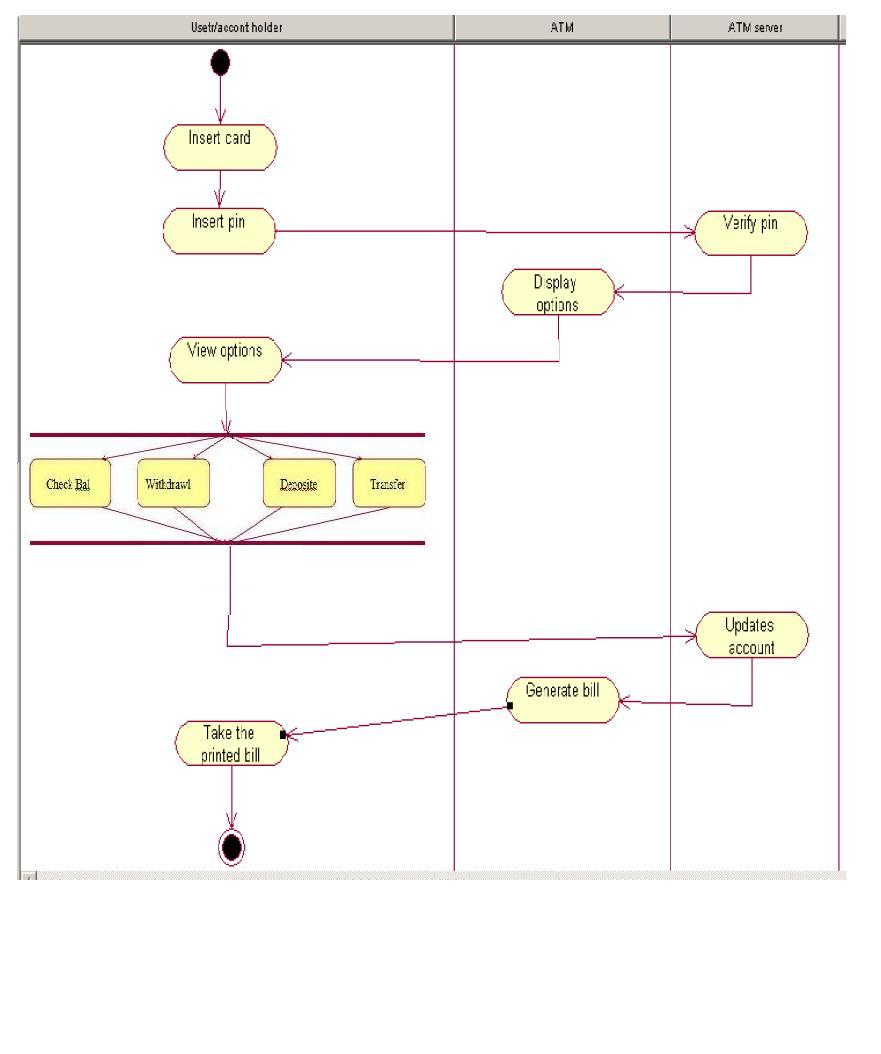 Usetr/accont holder
ATM
ATM server
Insert card
Insert pin
Verify pin
Display
options
View options
Check Bal
Withdrawl
Deposite
Transfer
Updates
account
Generate bill
Take the
printed bill